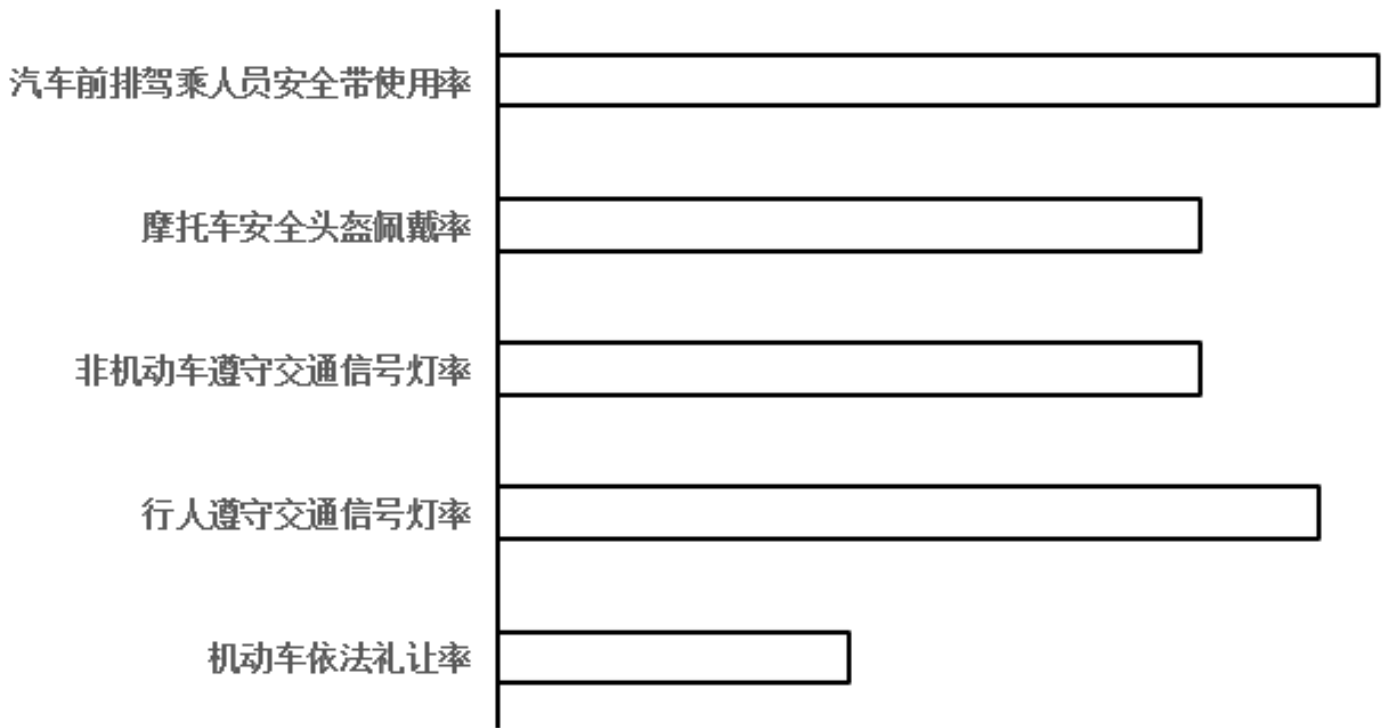 汽车前排驾乘人员安全带使用率
摩托车安全头盔佩戴率
非机动车遵守交通信号灯率
行人遵守交通信号灯率
机动车依法礼让率